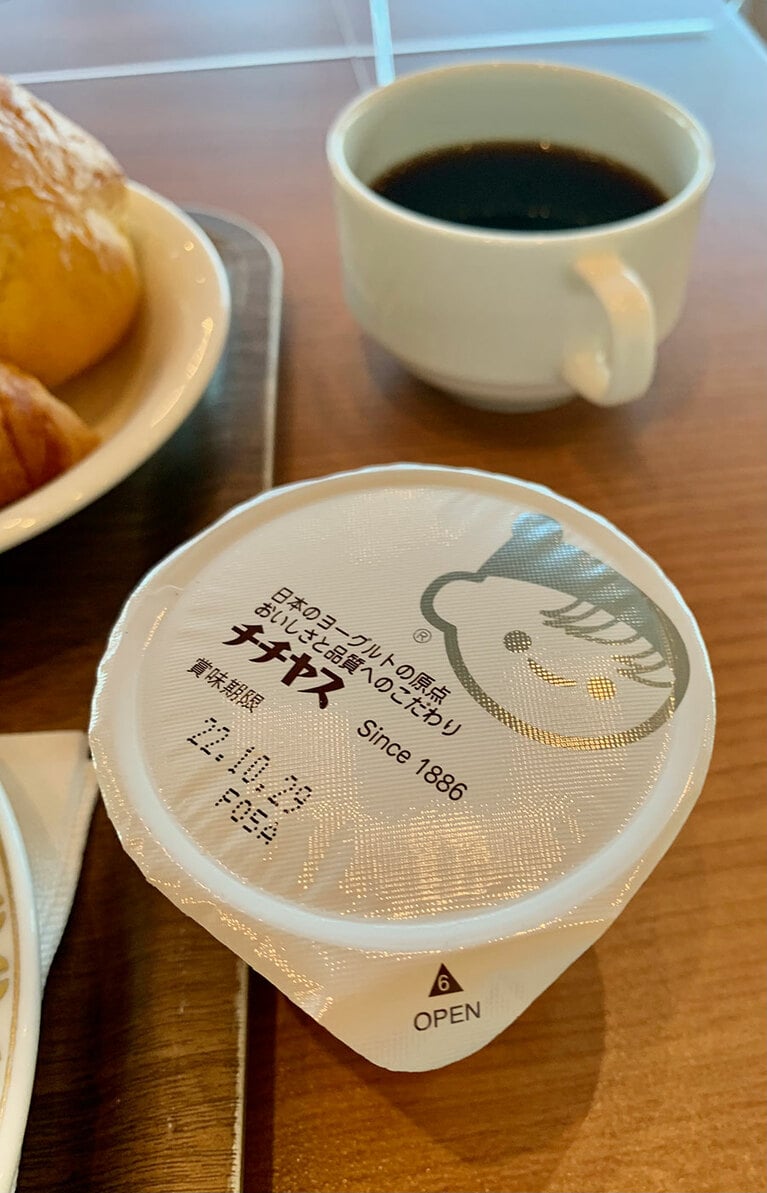 日本のヨーグルトの原点
おいしさと品質へのこだわり
チチヤス
®
Since 1886
賞味期限
22.10.29
F05A
6
OPEN